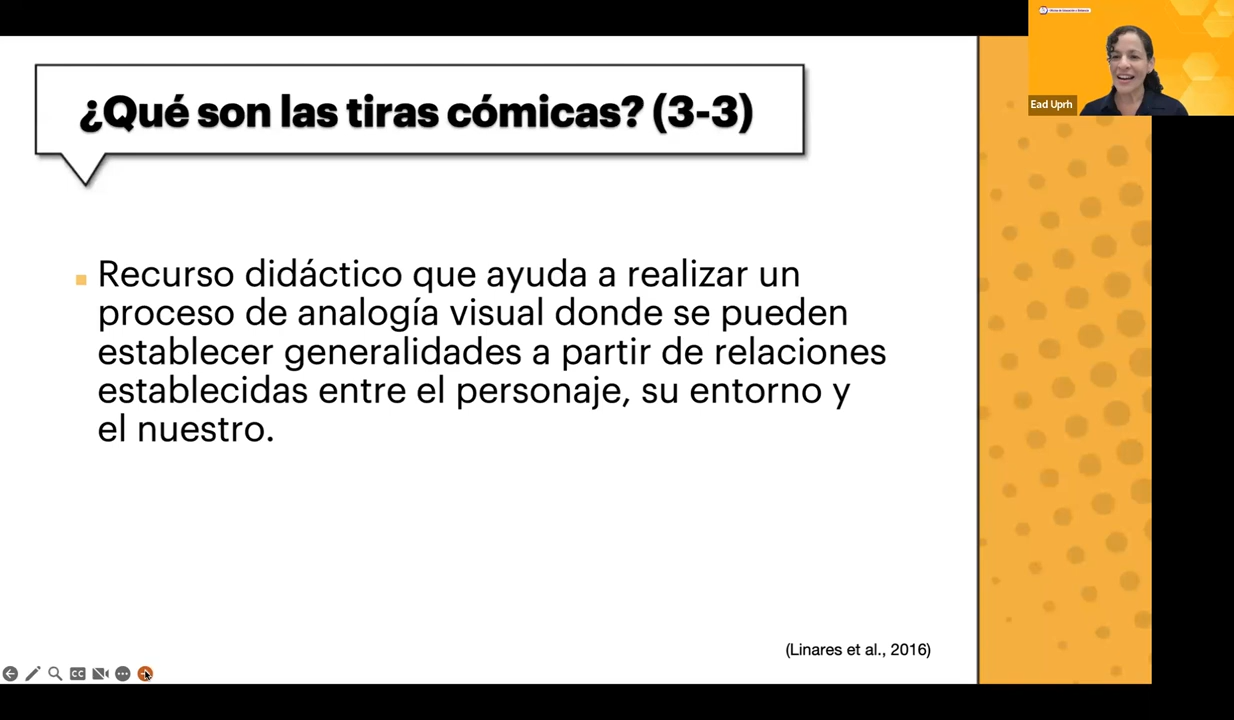 ¿Qué son las tiras cómicas? (3-3)
Ead Uprh
Recurso didáctico que ayuda a realizar un
proceso de analogía visual donde se pueden
establecer generalidades a partir de relaciones
establecidas entre el personaje, su entorno y
el nuestro.
(Linares et al., 2016)
CC